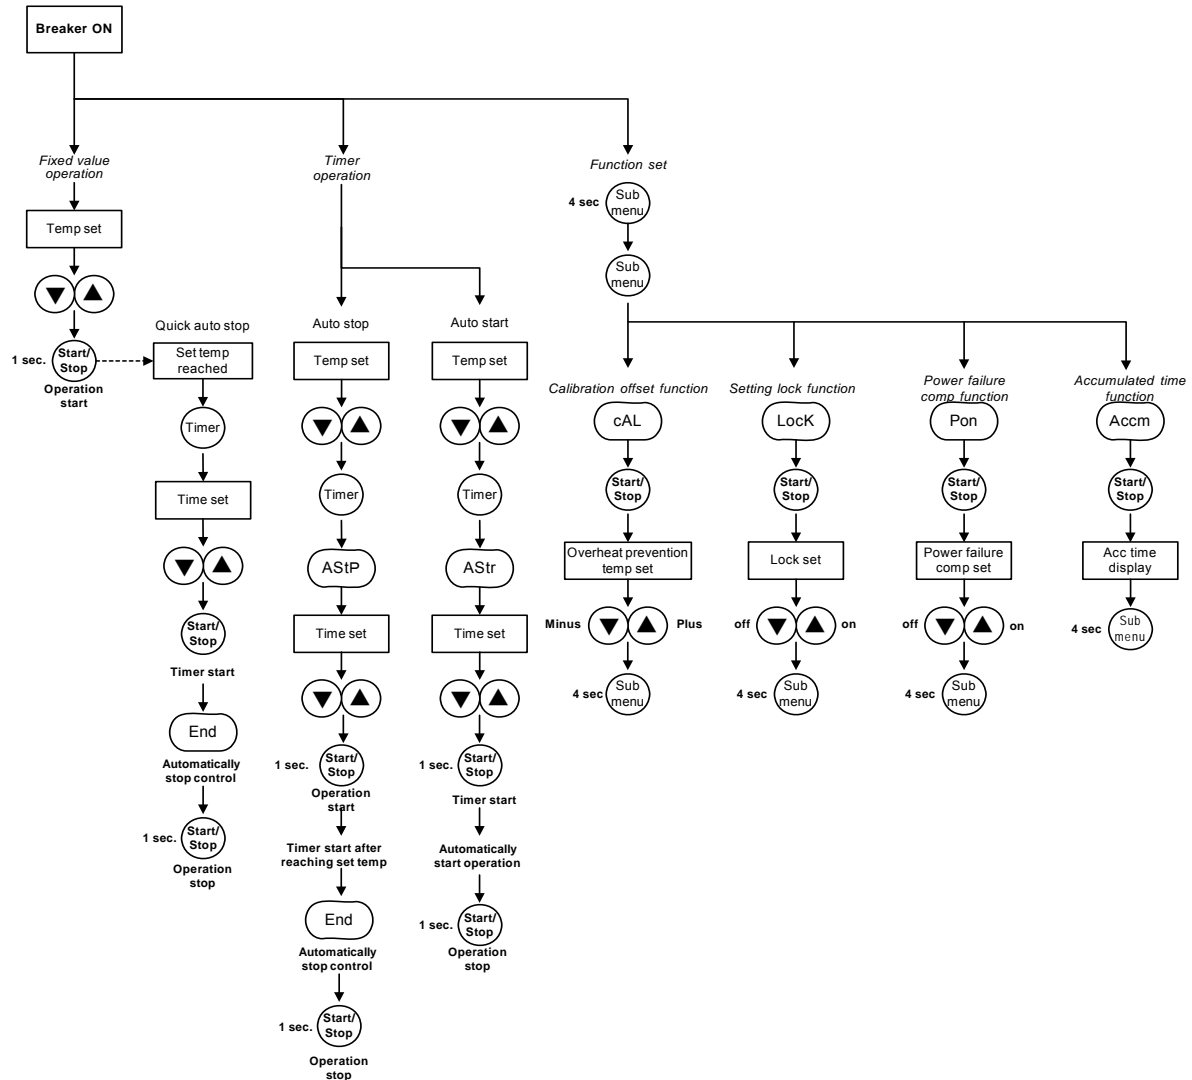 Breaker ON
Fixed value
operation
Temp set
1 sec.
Start/
Stop
Operation
start
Quick auto stop
Set temp
reached
Timer
Time set
Start/
Stop
Timer start
End
Automatically
stop control
1 sec.
Start/
Stop
Operation
stop
Timer
operation
Auto stop
Temp set
Timer
AStP
Time set
1 sec.
Start/
Stop
Operation
start
Timer start after
reaching set temp
End
Automatically
stop control
1 sec.
Start/
Stop
Operation
stop
Auto start
Temp set
Timer
AStr
Time set
1 sec.
Start/
Stop
Timer start
Automatically
start operation
1 sec.
Start/
Stop
Operation
stop
Function set
4 sec
Sub
menu
Sub
menu
Calibration offset function
cAL
Start/
Stop
Overheat prevention
temp set
Minus
Plus
4 sec
Sub
menu
Setting lock function
LocK
Start/
Stop
Lock set
off
on
4 sec
Sub
menu
Power failure
comp function
Pon
Start/
Stop
Power failure
comp set
off
on
4 sec
Sub
menu
Accumulated time
function
Accm
Start/
Stop
Acc time
display
4 sec
Sub
menu